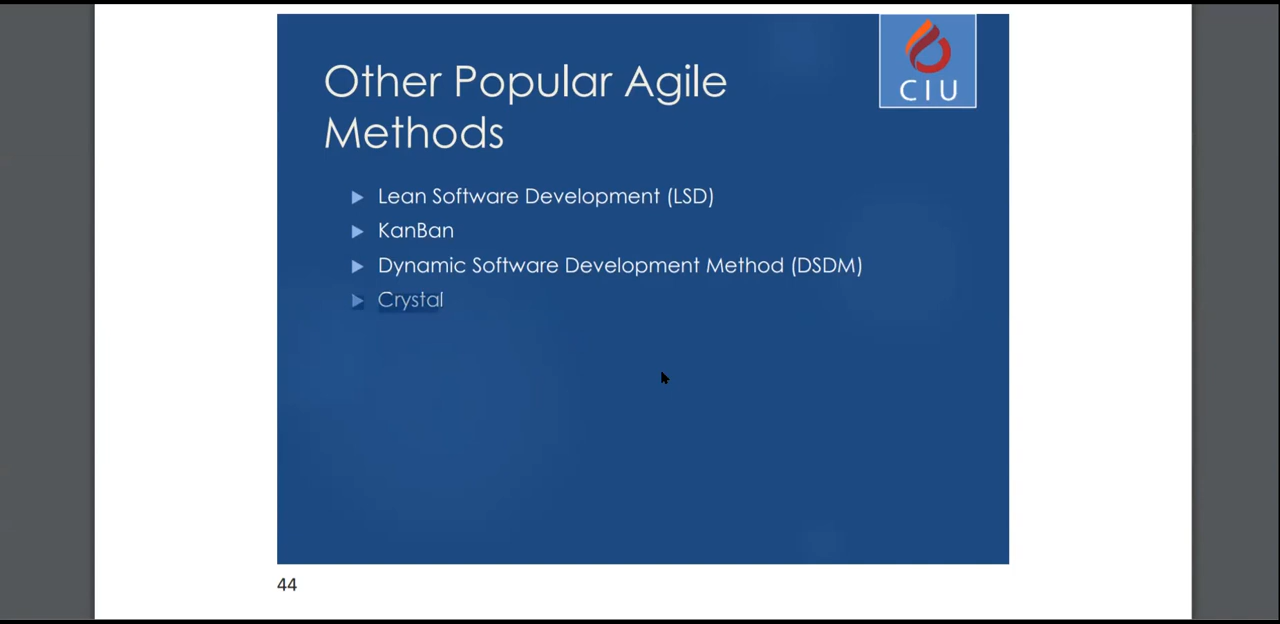 CIU
Other Popular Agile
Methods
Lean Software Development (LSD)
KanBan
Dynamic Software Development Method (DSDM)
Crystal
44